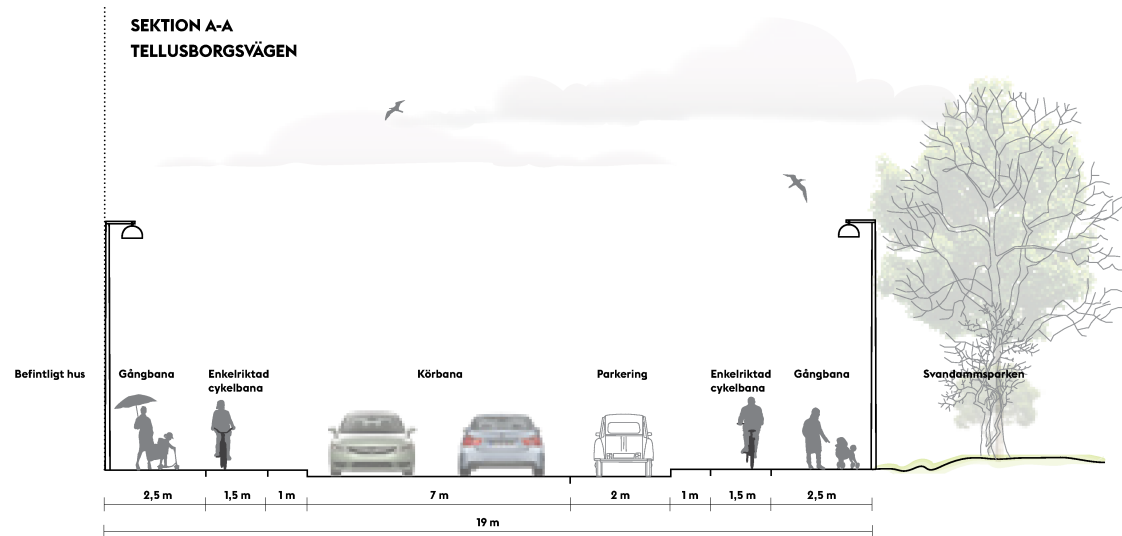 SEKTION A-A
TELLUSBORGSVÄGEN
Befintligt hus
Gångbana
Enkelriktad
cykelbana
Körbana
Parkering
Enkelriktad
cykelbana
Gångbana
Svandammsparken
2,5 m
1,5 m
1 m
7 m
2 m
1 m
1,5 m
2,5 m
19 m